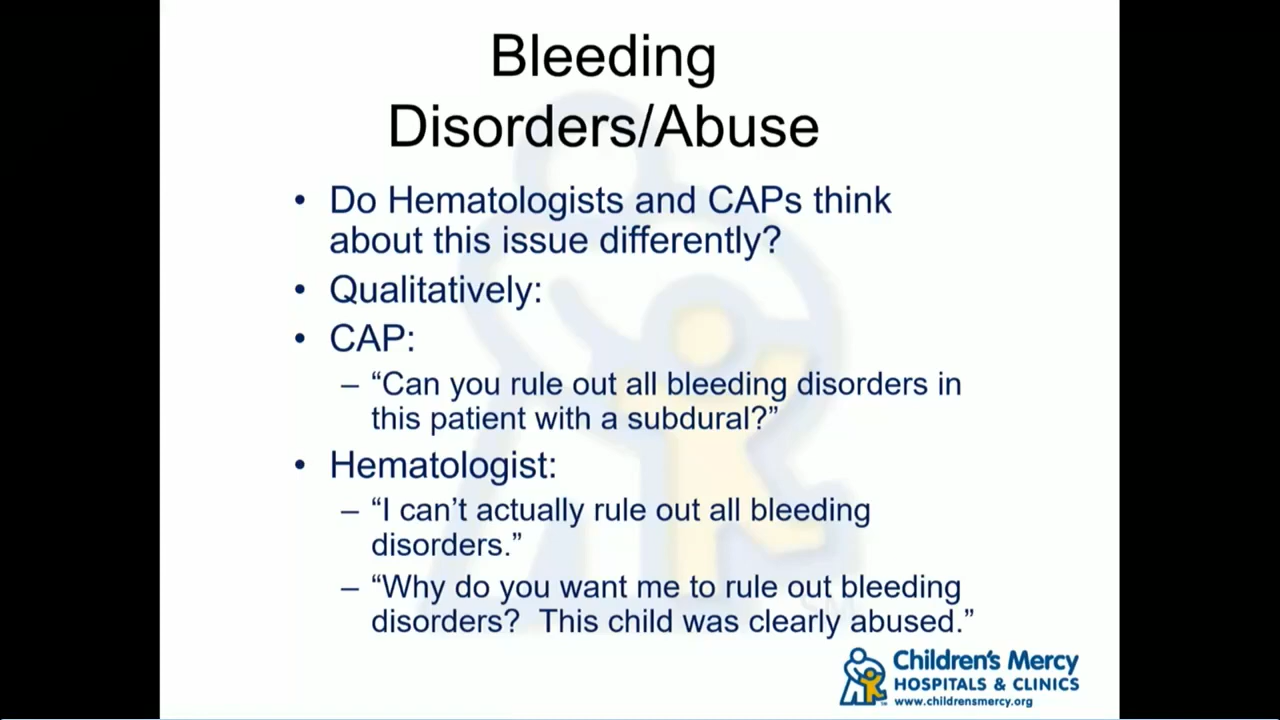 Bleeding
Disorders/Abuse
• Do Hematologists and CAPs think
about this issue differently?
• Qualitatively:
• CAP:
– “Can you rule out all bleeding disorders in
this patient with a subdural?”
• Hematologist:
– “I can’t actually rule out all bleeding
disorders.”
– “Why do you want me to rule out bleeding
disorders?  This child was clearly abused.”
SM
Children's Mercy
HOSPITALS & CLINICS
www.childrensmercy.org